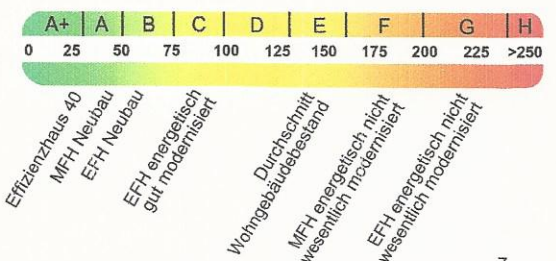 A+ A B C D E F G H
0 25 50 75 100 125 150 175 200 225 >250
Effizienzhaus 40
MFH Neubau
EFH Neubau
EFH energetisch
gut modernisiert
Durchschnitt
Wohngebäudebestand
MFH energetisch nicht
wesentlich modernisiert
EFH energetisch nicht
wesentlich modernisiert